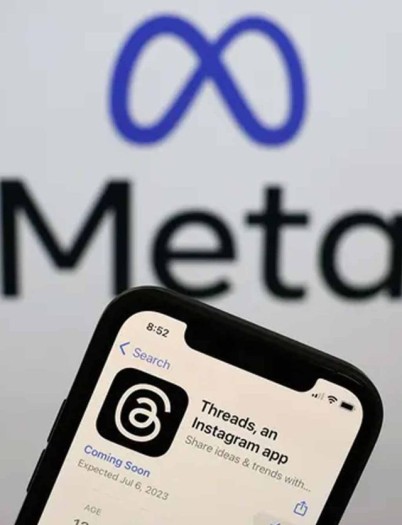 Meta
8:52
Search
Threads, an
Instagram app
Share ideas & trends with...
Coming Soon
Expected Jul 6, 2023
AGE